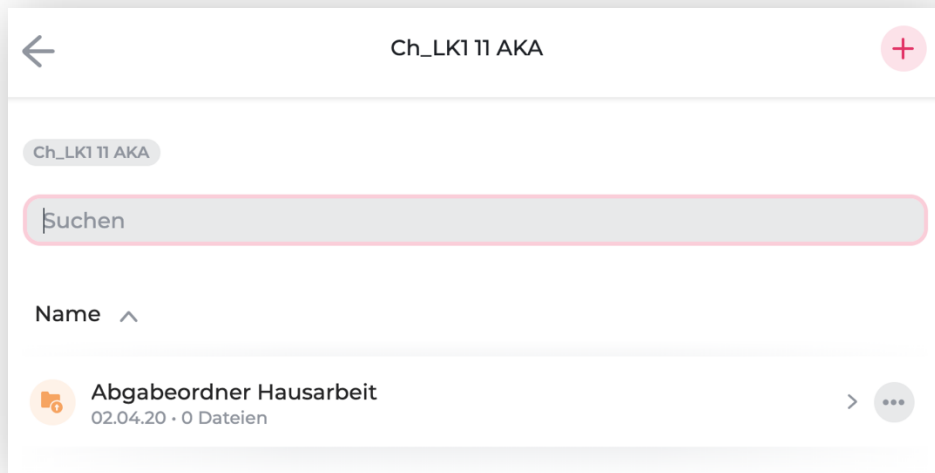 Ch_LK1 11 AKA
Ch_LK1 11 AKA
Suchen
Name
Abgabeordner Hausarbeit
02.04.20 • 0 Dateien